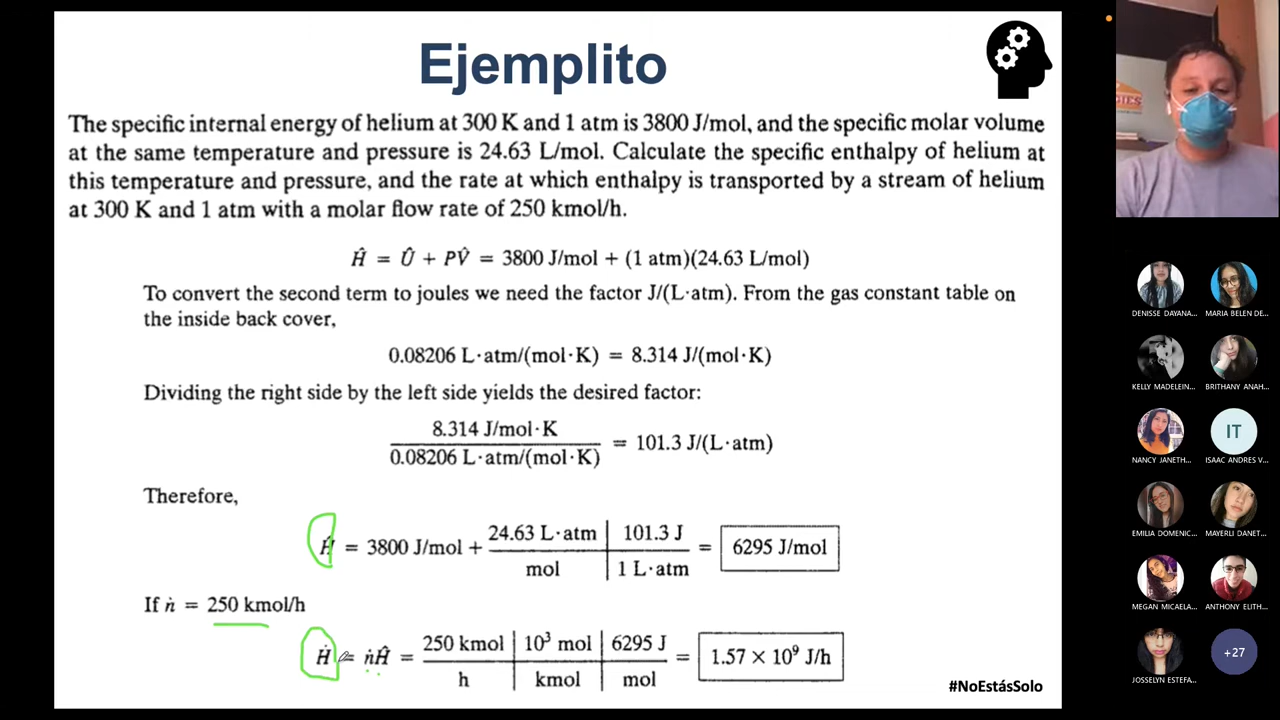 Ejemplito
The specific internal energy of helium at 300 K and 1 atm is 3800 J/mol, and the specific molar volume
at the same temperature and pressure is 24.63 L/mol. Calculate the specific enthalpy of helium at
this temperature and pressure, and the rate at which enthalpy is transported by a stream of helium
at 300 K and 1 atm with a molar flow rate of 250 kmol/h.
Ĥ = Û + PV̂ = 3800 J/mol + (1 atm)(24.63 L/mol)
To convert the second term to joules we need the factor J/(L·atm). From the gas constant table on
the inside back cover,
0.08206 L·atm/(mol·K) = 8.314 J/(mol·K)
Dividing the right side by the left side yields the desired factor:
8.314 J/mol·K
0.08206 L·atm/(mol·K)
= 101.3 J/(L·atm)
Therefore,
Ĥ = 3800 J/mol + 24.63 L·atm | 101.3 J = 6295 J/mol
mol | 1 L·atm
If ṅ = 250 kmol/h
Ḣ = ṅĤ = 250 kmol | 10³ mol | 6295 J = 1.57 × 10⁹ J/h
h | kmol | mol
#NoEstásSolo
DENISSE DAYANA...
MARIA BELEN DE...
KELLY MADELEIN...
BRITHANY ANAH...
NANCY JANETH...
IT
ISAAC ANDRES V...
EMILIA DOMENIC...
MAYERLI DANET...
MEGAN MICAELA...
ANTHONY ELITH...
JOSSELYN ESTEFA...
+27